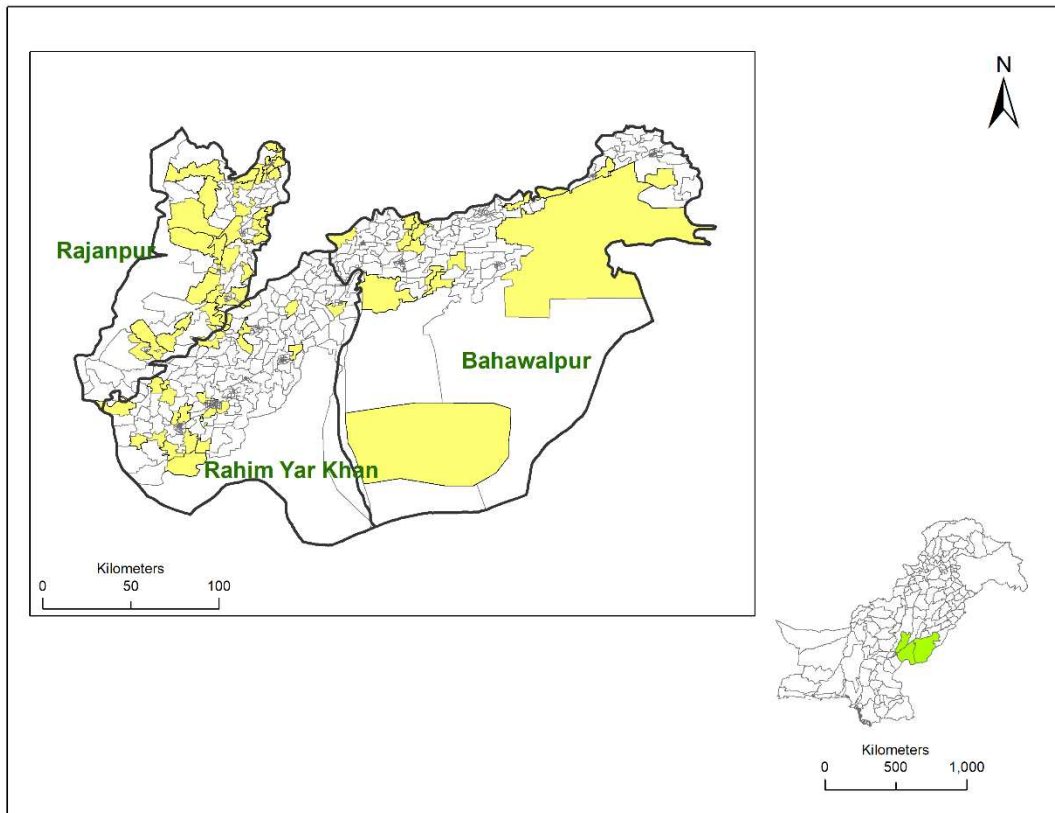 N
Rajanpur
Bahawalpur
Rahim Yar Khan
Kilometers
0 50 100
Kilometers
0 500 1,000